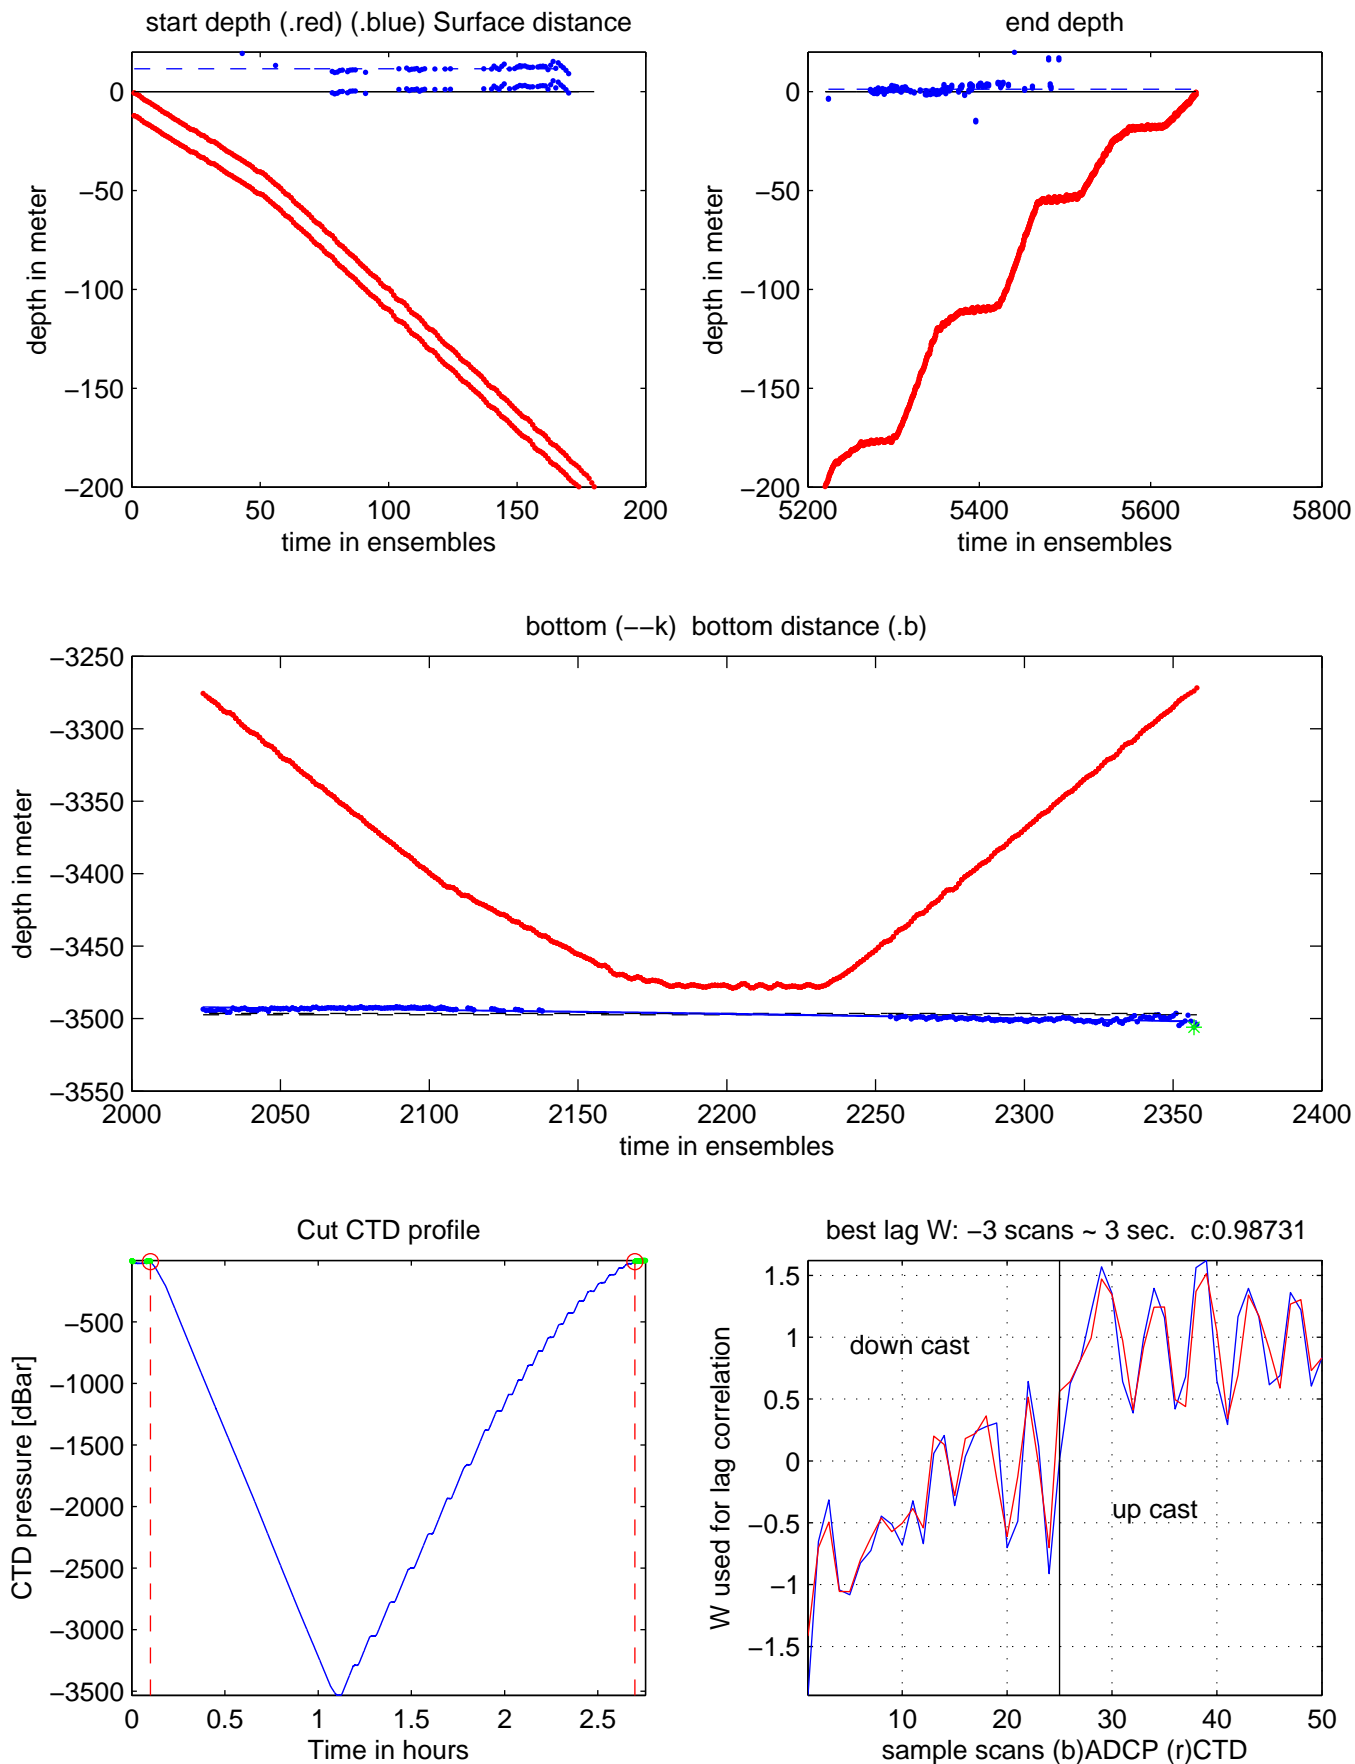 start depth (.red) (.blue) Surface distance
end depth
0
−50
−100
−150
−200
depth in meter
0 50 100 150 200
time in ensembles
0
−50
−100
−150
−200
depth in meter
5200 5400 5600 5800
time in ensembles
bottom (−−k)  bottom distance (.b)
−3250
−3300
−3350
−3400
−3450
−3500
−3550
depth in meter
2000 2050 2100 2150 2200 2250 2300 2350 2400
time in ensembles
Cut CTD profile
−500
−1000
−1500
−2000
−2500
−3000
−3500
CTD pressure [dBar]
0 0.5 1 1.5 2 2.5
Time in hours
best lag W: −3 scans ~ 3 sec.  c:0.98731
1.5
1
0.5
0
−0.5
−1
−1.5
W used for lag correlation
down cast
up cast
10 20 30 40 50
sample scans (b)ADCP (r)CTD